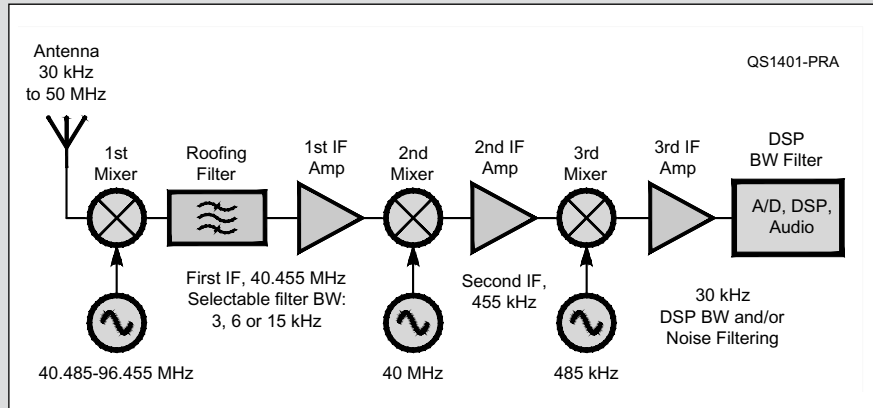 Antenna
30 kHz
to 50 MHz
QS1401-PRA
1st
Mixer
Roofing
Filter
1st IF
Amp
2nd
Mixer
2nd IF
Amp
3rd
Mixer
3rd IF
Amp
DSP
BW Filter
A/D, DSP,
Audio
First IF, 40.455 MHz
Selectable filter BW:
3, 6 or 15 kHz
Second IF,
455 kHz
30 kHz
DSP BW and/or
Noise Filtering
40.485-96.455 MHz
40 MHz
485 kHz